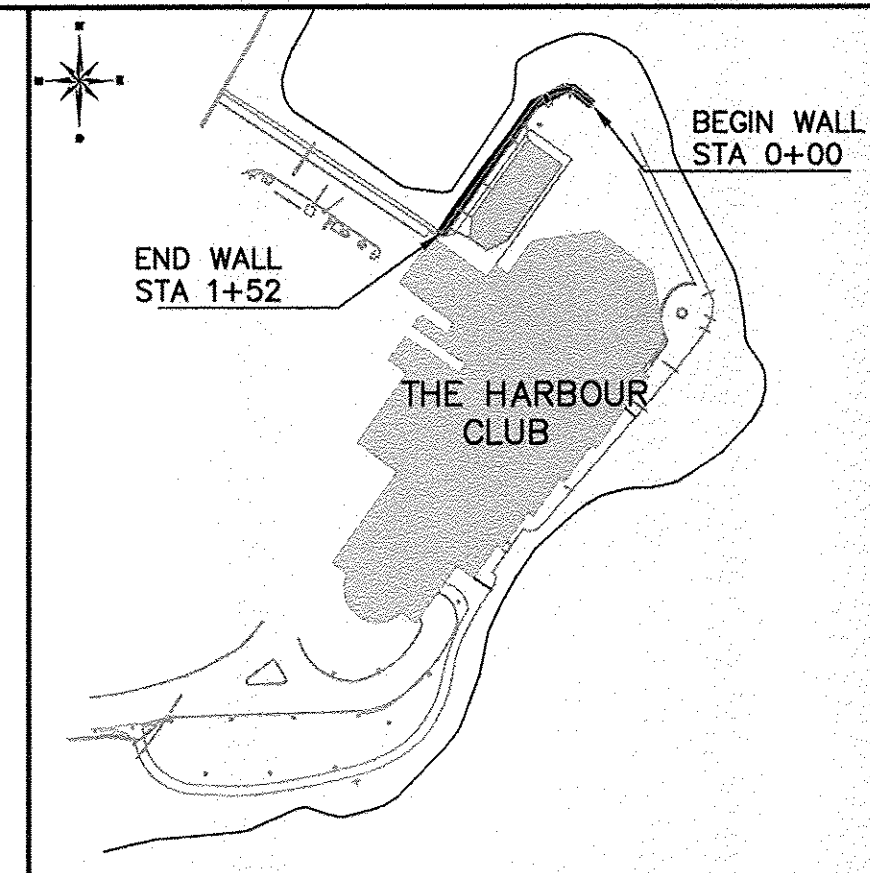 BEGIN WALL
STA 0+00
END WALL
STA 1+52
THE HARBOUR
CLUB